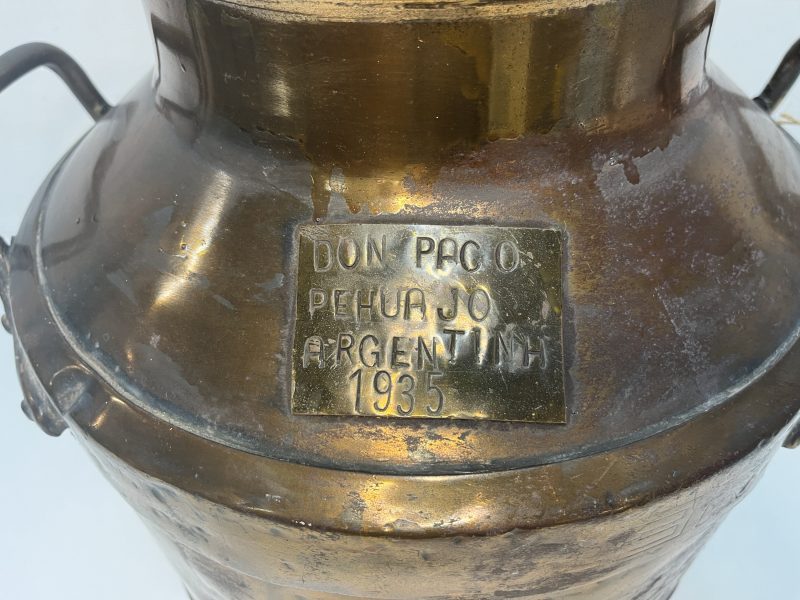 DON PACO
PEHUAJO
ARGENTINA
1935